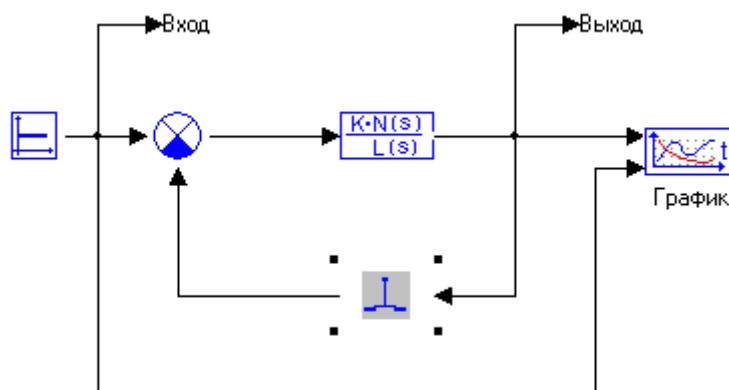 Вход
Выход
K·N(s)
L(s)
t
График